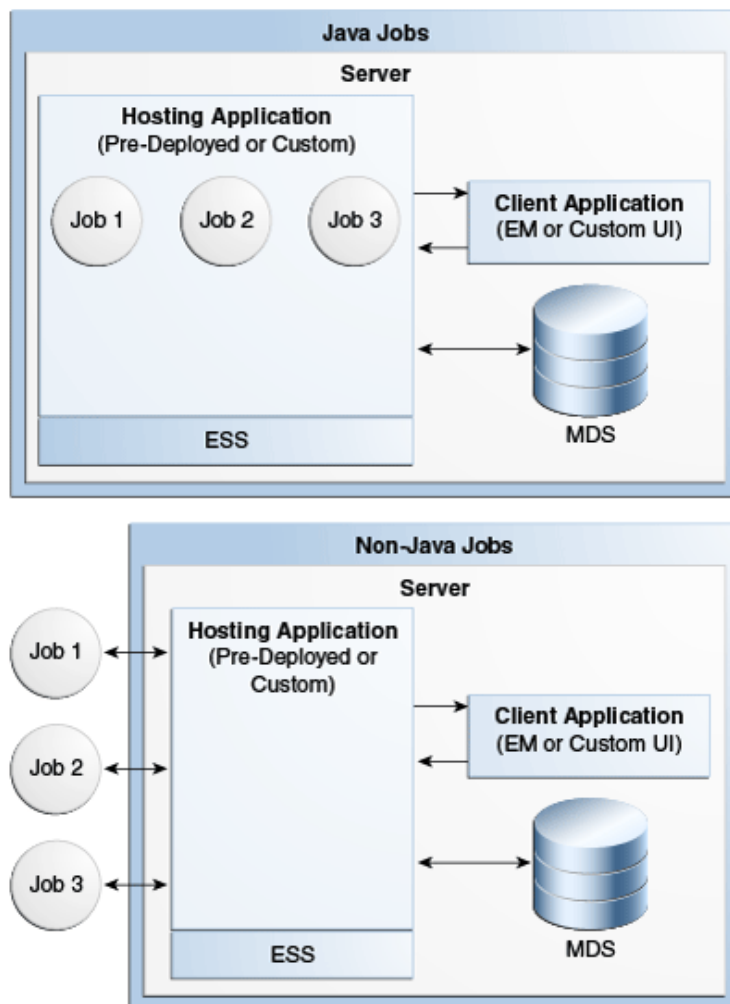 Java Jobs
Server
Hosting Application
(Pre-Deployed or Custom)
Job 1
Job 2
Job 3
Client Application
(EM or Custom UI)
MDS
ESS
Non-Java Jobs
Server
Hosting Application
(Pre-Deployed or
Custom)
Job 1
Job 2
Job 3
Client Application
(EM or Custom UI)
MDS
ESS